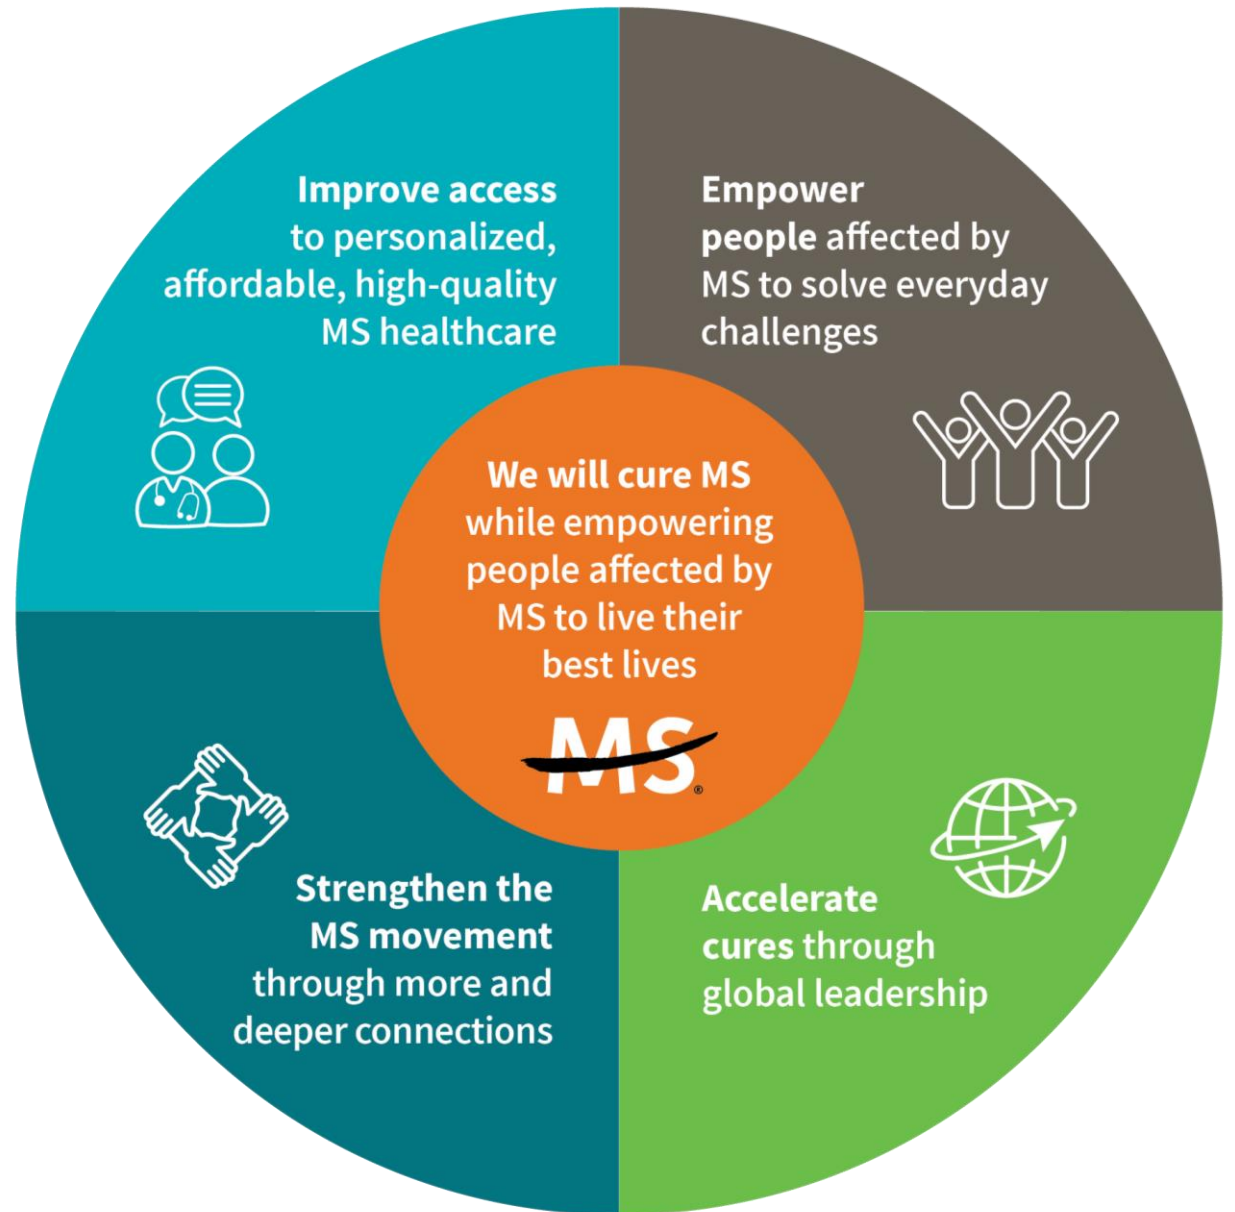 Improve access
to personalized,
affordable, high-quality
MS healthcare
Empower
people affected by
MS to solve everyday
challenges
We will cure MS
while empowering
people affected by
MS to live their
best lives
MS®
Strengthen the
MS movement
through more and
deeper connections
Accelerate
cures through
global leadership